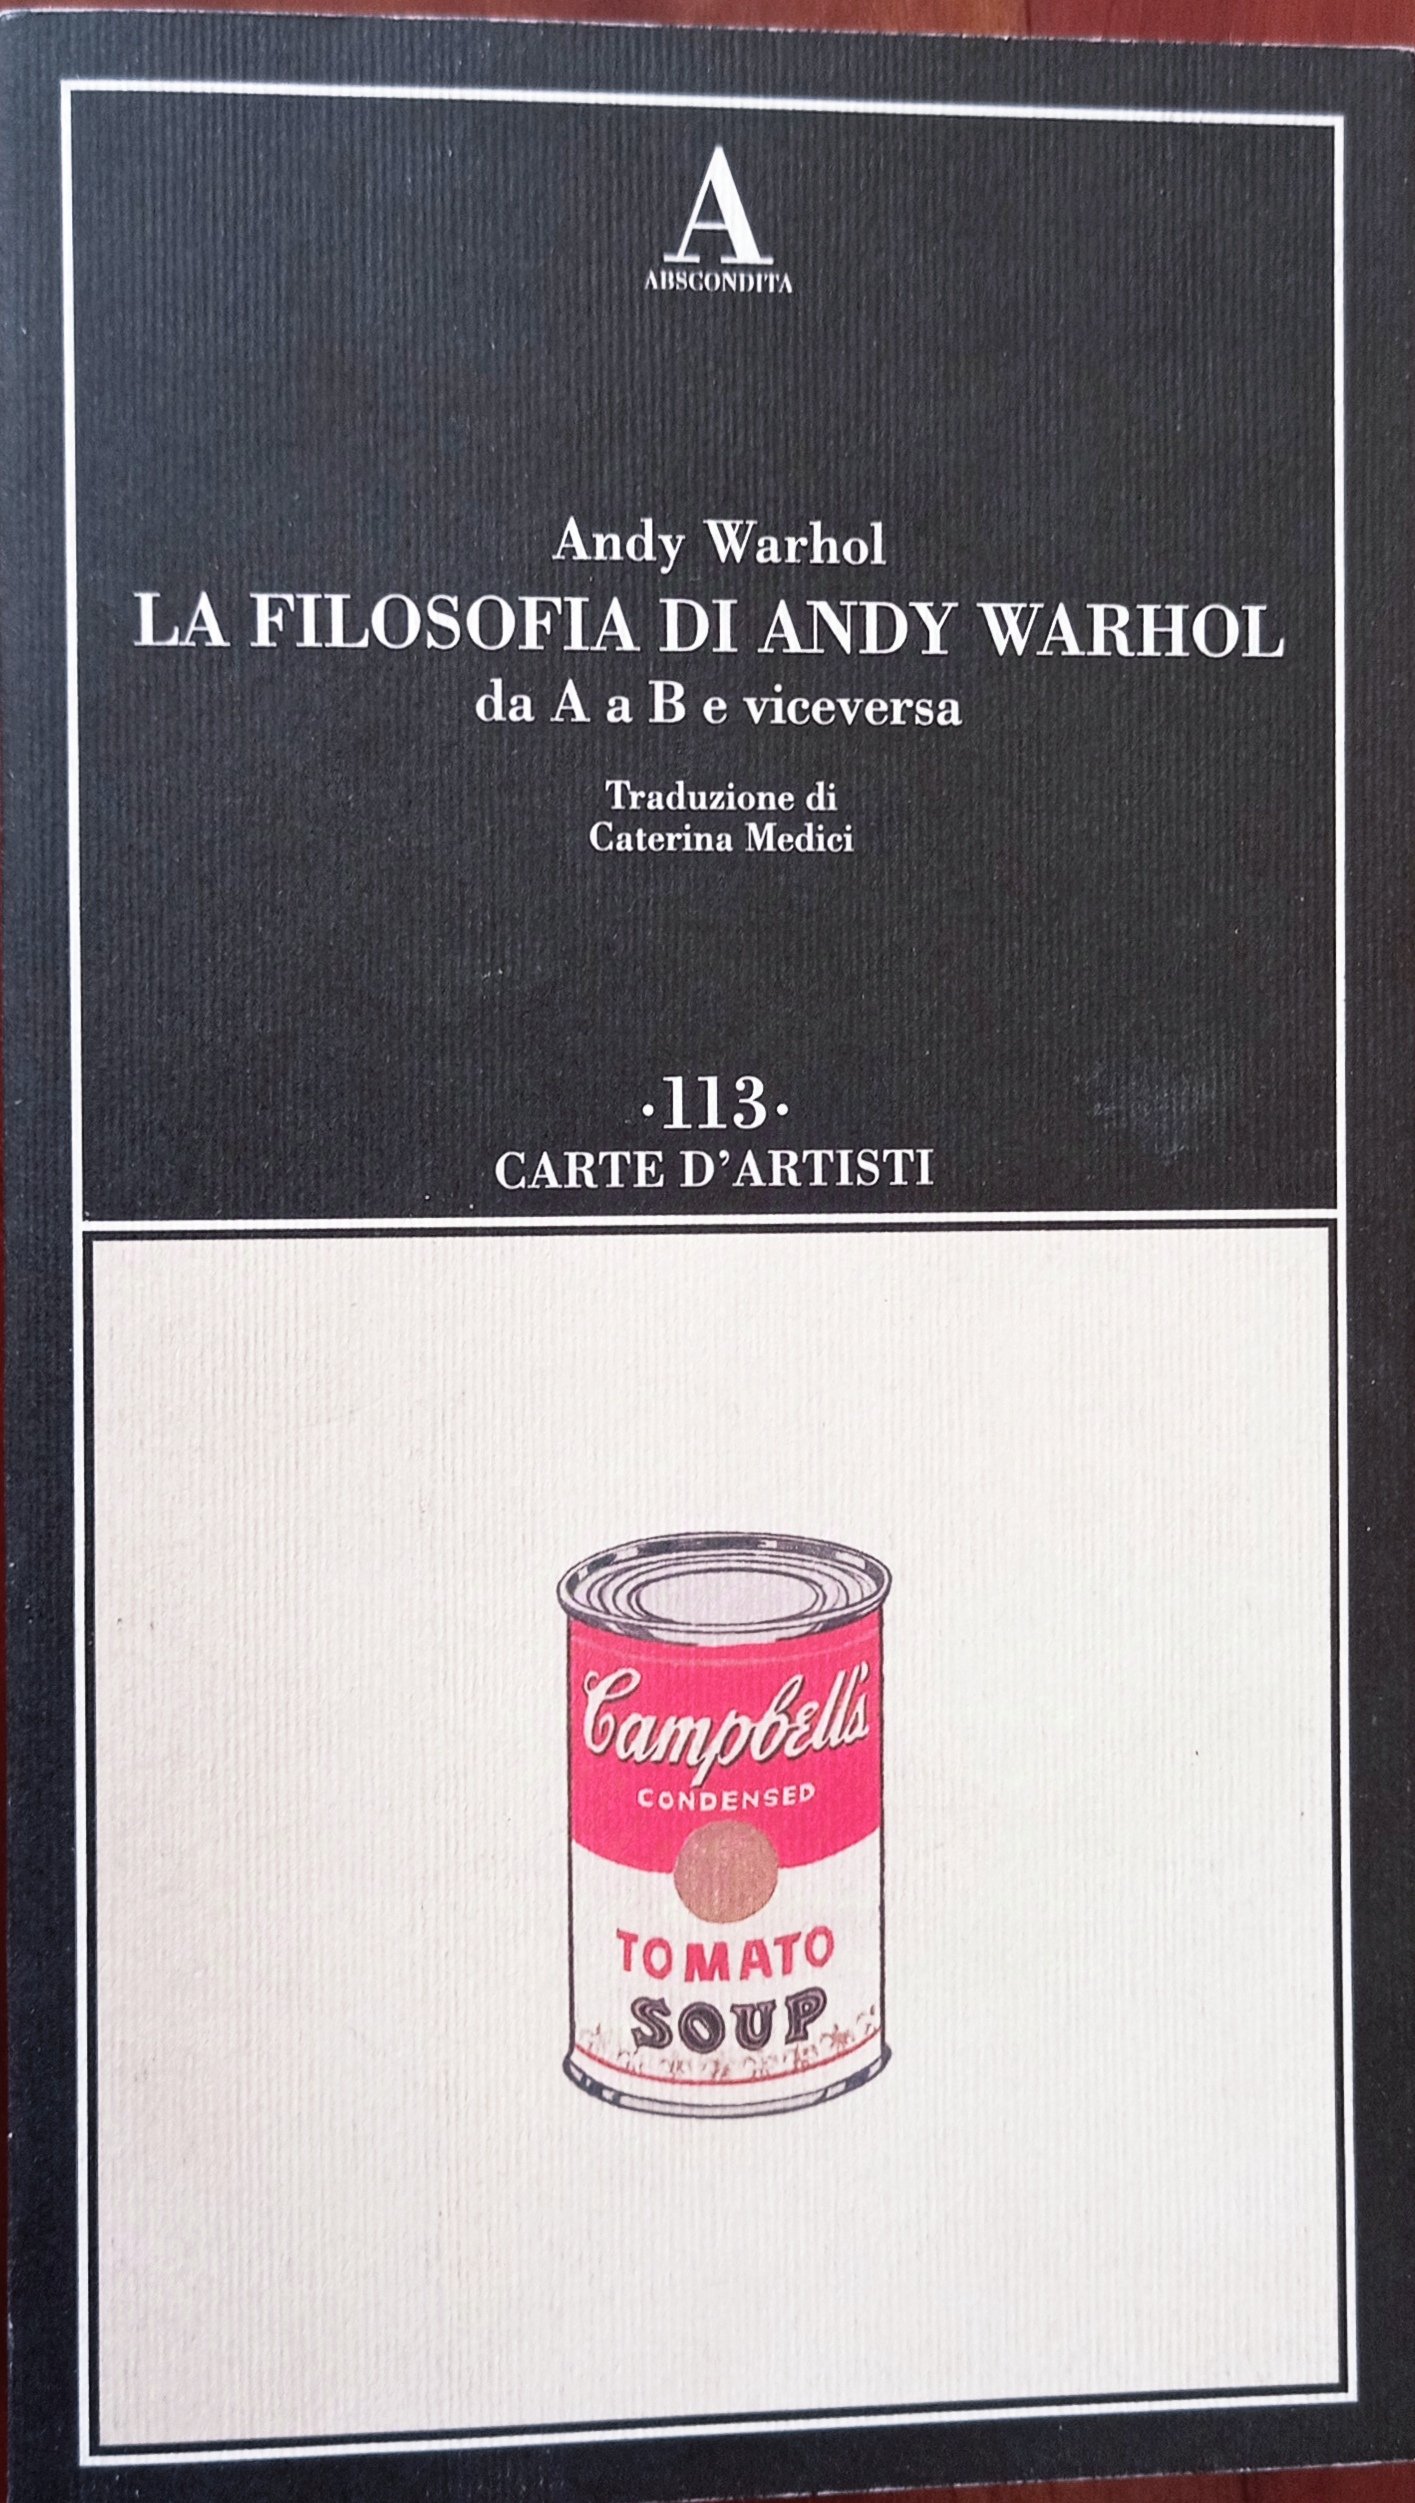 A
ABSCONDITA
Andy Warhol
LA FILOSOFIA DI ANDY WARHOL
da A a B e viceversa
Traduzione di
Caterina Medici
·113·
CARTE D'ARTISTI
Campbell's
CONDENSED
TOMATO
SOUP